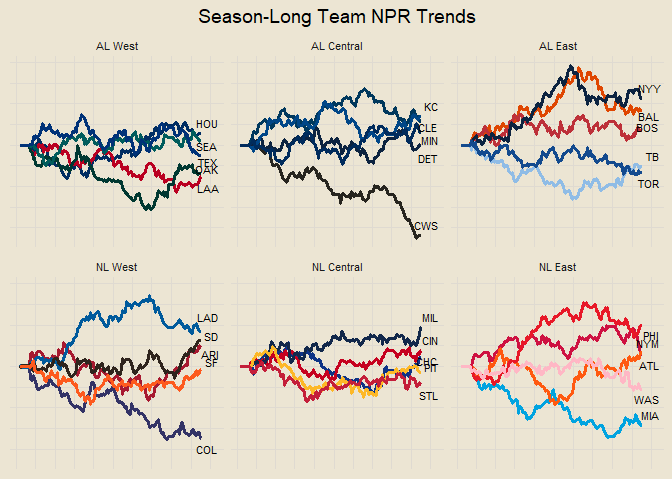 Season-Long Team NPR Trends
AL West
AL Central
AL East
HOU
SEA
TEX
OAK
LAA
KC
CLE
MIN
DET
CWS
NYY
BAL
BOS
TB
TOR
NL West
NL Central
NL East
LAD
SD
ARI
SF
COL
MIL
CIN
CHC
PIT
STL
PHI
NYM
ATL
WAS
MIA